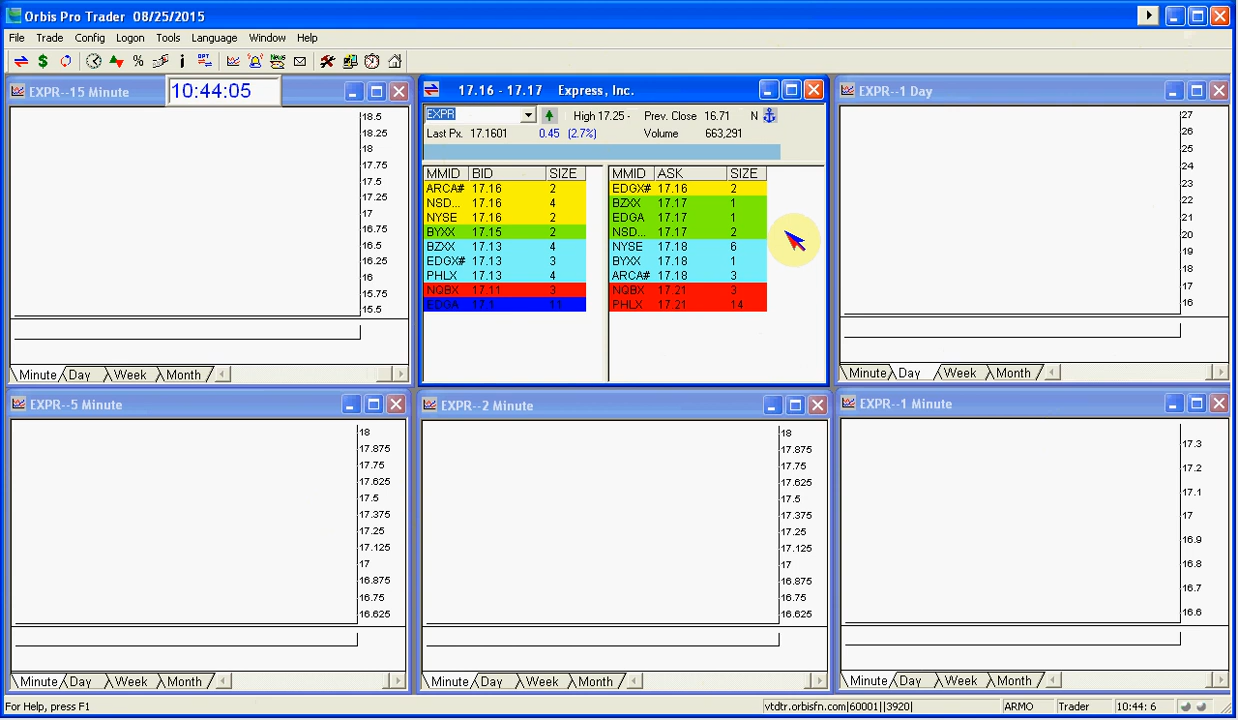 Orbis Pro Trader 08/25/2015
File Trade Config Logon Tools Language Window Help
EXPR--15 Minute
10:44:05
18.5
18.25
18
17.75
17.5
17.25
17
16.75
16.5
16.25
16
15.75
15.5
Minute Day Week Month
17.16 - 17.17 Express, Inc.
EXPR High 17.25 - Prev. Close 16.71 N
Last Px. 17.1601 0.45 (2.7%) Volume 663,291
MMID BID SIZE MMID ASK SIZE
ARCA# 17.16 2 EDGX# 17.16 2
NSD... 17.16 4 BZXX 17.17 1
NYSE 17.16 2 EDGA 17.17 1
BYXX 17.15 2 NSD... 17.17 2
BZXX 17.13 4 NYSE 17.18 6
EDGX# 17.13 3 BYXX 17.18 1
PHLX 17.13 4 ARCA# 17.18 3
NQBX 17.11 3 NQBX 17.21 3
EDGA 17.1 11 PHLX 17.21 14
EXPR--1 Day
27
26
25
24
23
22
21
20
19
18
17
16
Minute Day Week Month
EXPR--5 Minute
18
17.875
17.75
17.625
17.5
17.375
17.25
17.125
17
16.875
16.75
16.625
Minute Day Week Month
EXPR--2 Minute
18
17.875
17.75
17.625
17.5
17.375
17.25
17.125
17
16.875
16.75
16.625
Minute Day Week Month
EXPR--1 Minute
17.3
17.2
17.1
17
16.9
16.8
16.7
16.6
Minute Day Week Month
For Help, press F1 vtdtr.orbisfn.com|60001||3920| ARMO Trader 10:44: 6